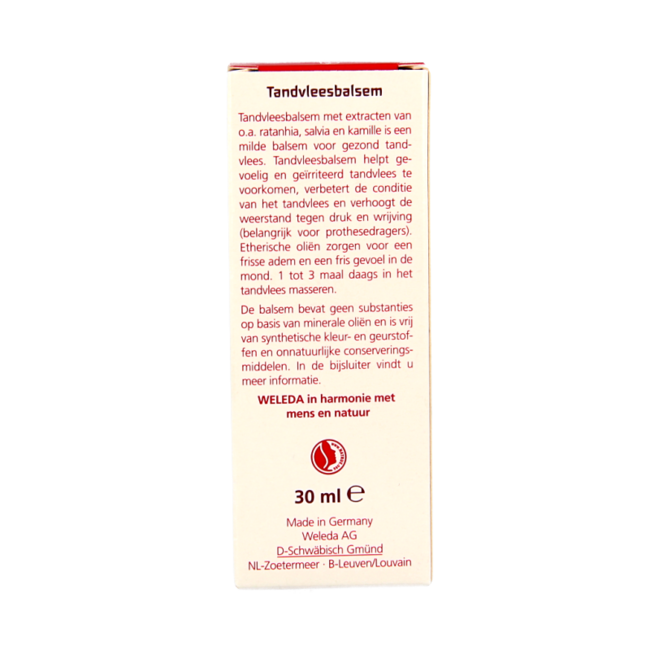 Tandvleesbalsem
Tandvleesbalsem met extracten van
o.a. ratanhia, salvia en kamille is een
milde balsem voor gezond tand-
vlees. Tandvleesbalsem helpt ge-
voelig en geïrriteerd tandvlees te
voorkomen, verbetert de conditie
van het tandvlees en verhoogt de
weerstand tegen druk en wrijving
(belangrijk voor prothesedragers).
Etherische oliën zorgen voor een
frisse adem en een fris gevoel in de
mond. 1 tot 3 maal daags in het
tandvlees masseren.
De balsem bevat geen substanties
op basis van minerale oliën en is vrij
van synthetische kleur- en geurstof-
fen en onnatuurlijke conserverings-
middelen. In de bijsluiter vindt u
meer informatie.
WELEDA in harmonie met
mens en natuur
30 ml ℮
Made in Germany
Weleda AG
D-Schwäbisch Gmünd
NL-Zoetermeer · B-Leuven/Louvain